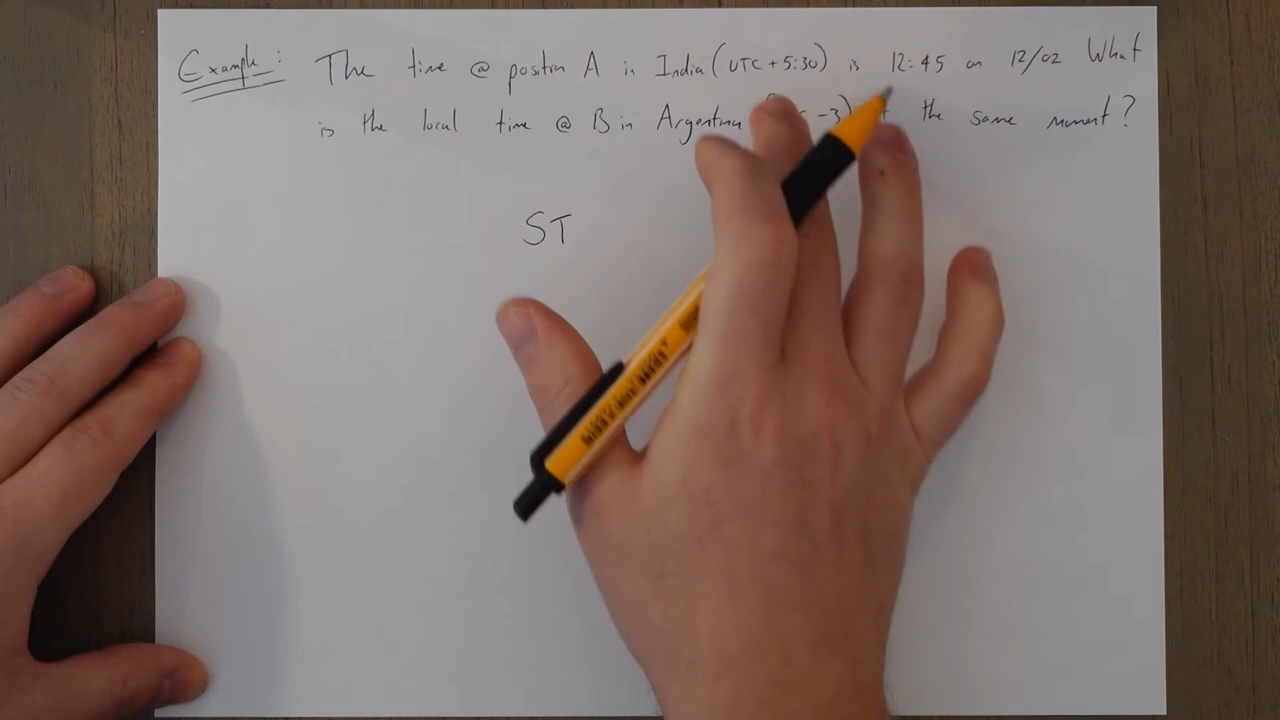 Example: The time @ position A in India (UTC + 5:30) is 12:45 on 12/02. What
is the local time @ B in Argentina -3) the same moment?
ST